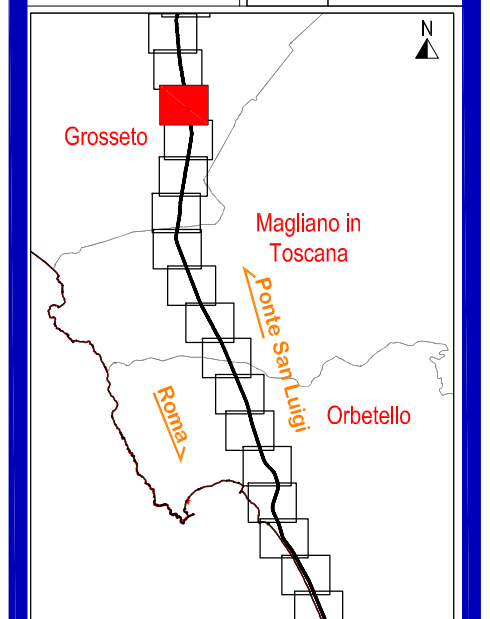 N
Grosseto
Magliano in
Toscana
Ponte San Luigi
Roma
Orbetello